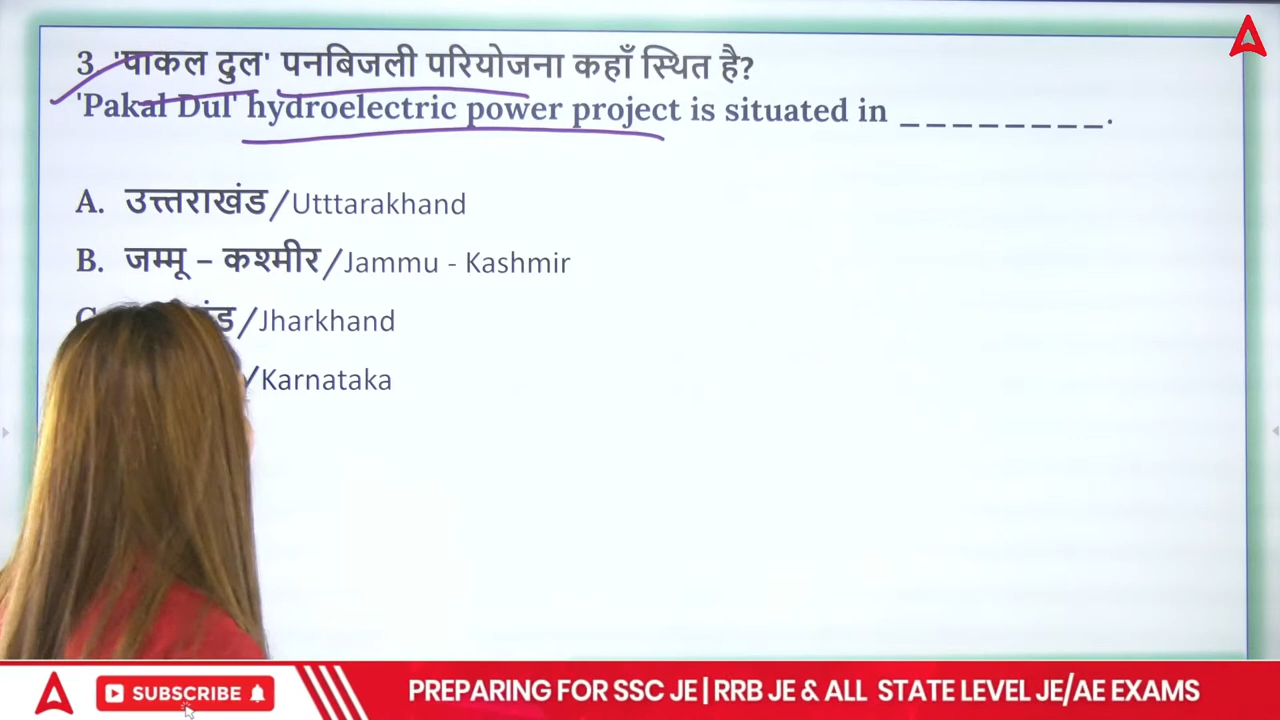 3. 'पाकल दुल' पनबिजली परियोजना कहाँ स्थित है?
'Pakal Dul' hydroelectric power project is situated in ________.
A. उत्तराखंड/Utttarakhand
B. जम्मू – कश्मीर/Jammu - Kashmir
/Jharkhand
/Karnataka
SUBSCRIBE
PREPARING FOR SSC JE | RRB JE & ALL STATE LEVEL JE/AE EXAMS